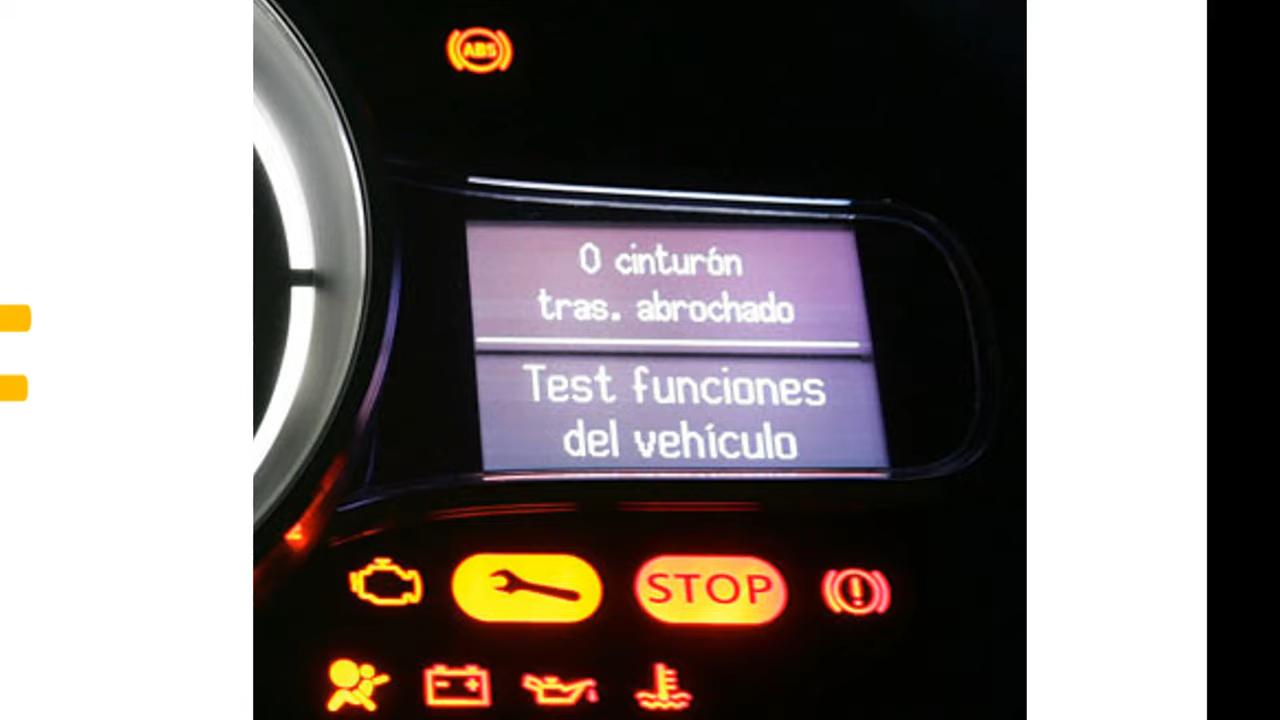 ABS
0 cinturón
tras. abrochado
Test funciones
del vehículo
STOP